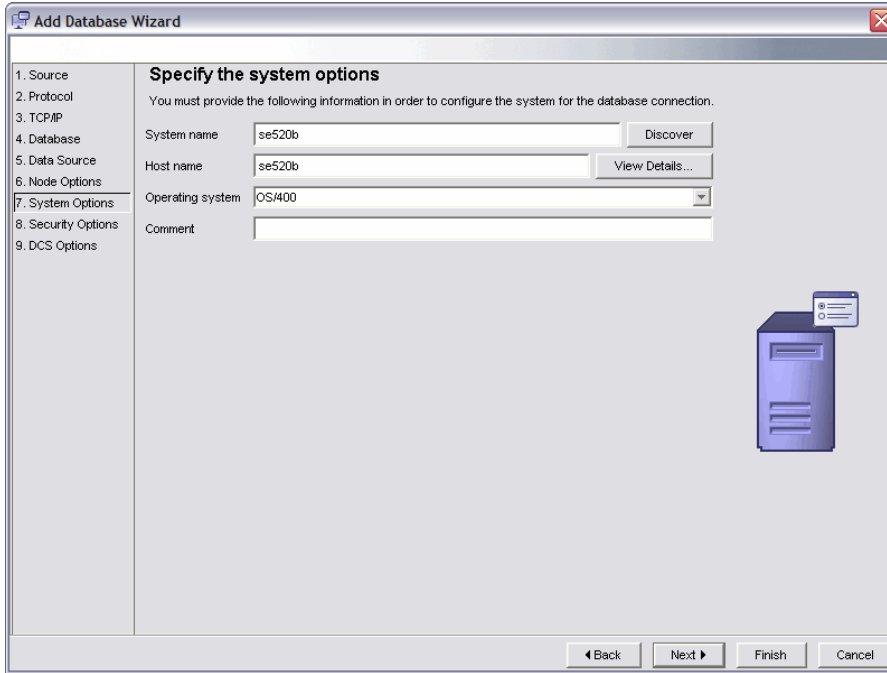 Add Database Wizard
1. Source
2. Protocol
3. TCP/IP
4. Database
5. Data Source
6. Node Options
7. System Options
8. Security Options
9. DCS Options
Specify the system options
You must provide the following information in order to configure the system for the database connection.
System name se520b Discover
Host name se520b View Details...
Operating system OS/400
Comment
Back Next Finish Cancel